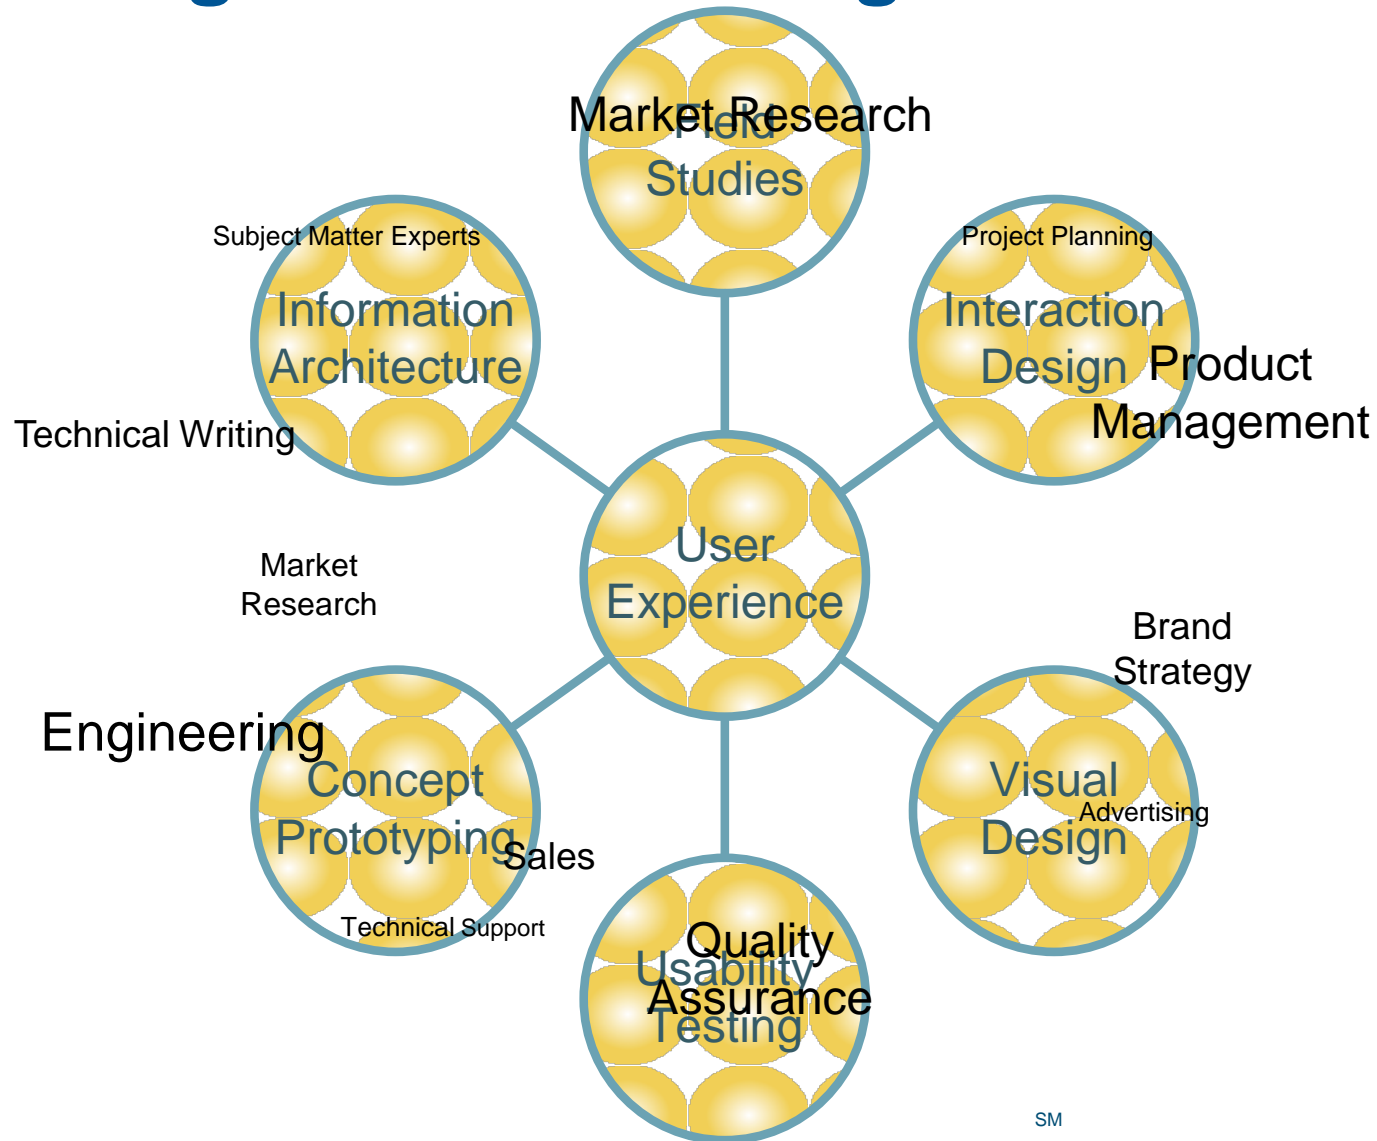 Market Research
Field
Studies
Subject Matter Experts
Information
Architecture
Technical Writing
Project Planning
Interaction
Design
Product
Management
User
Experience
Market
Research
Brand
Strategy
Engineering
Concept
Prototyping
Sales
Technical Support
Visual
Advertising
Design
Quality
Usability
Assurance
Testing
SM